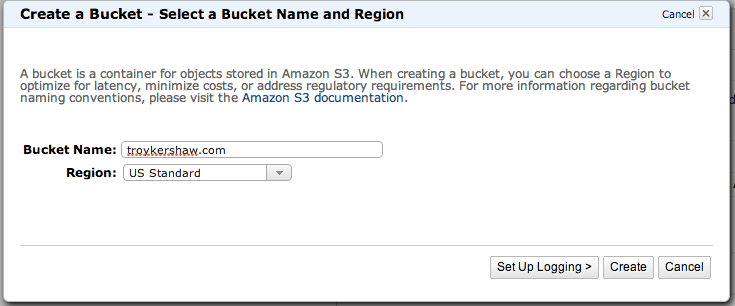 Create a Bucket - Select a Bucket Name and Region
Cancel
A bucket is a container for objects stored in Amazon S3. When creating a bucket, you can choose a Region to
optimize for latency, minimize costs, or address regulatory requirements. For more information regarding bucket
naming conventions, please visit the Amazon S3 documentation.
Bucket Name: troykershaw.com
Region: US Standard
Set Up Logging > Create Cancel